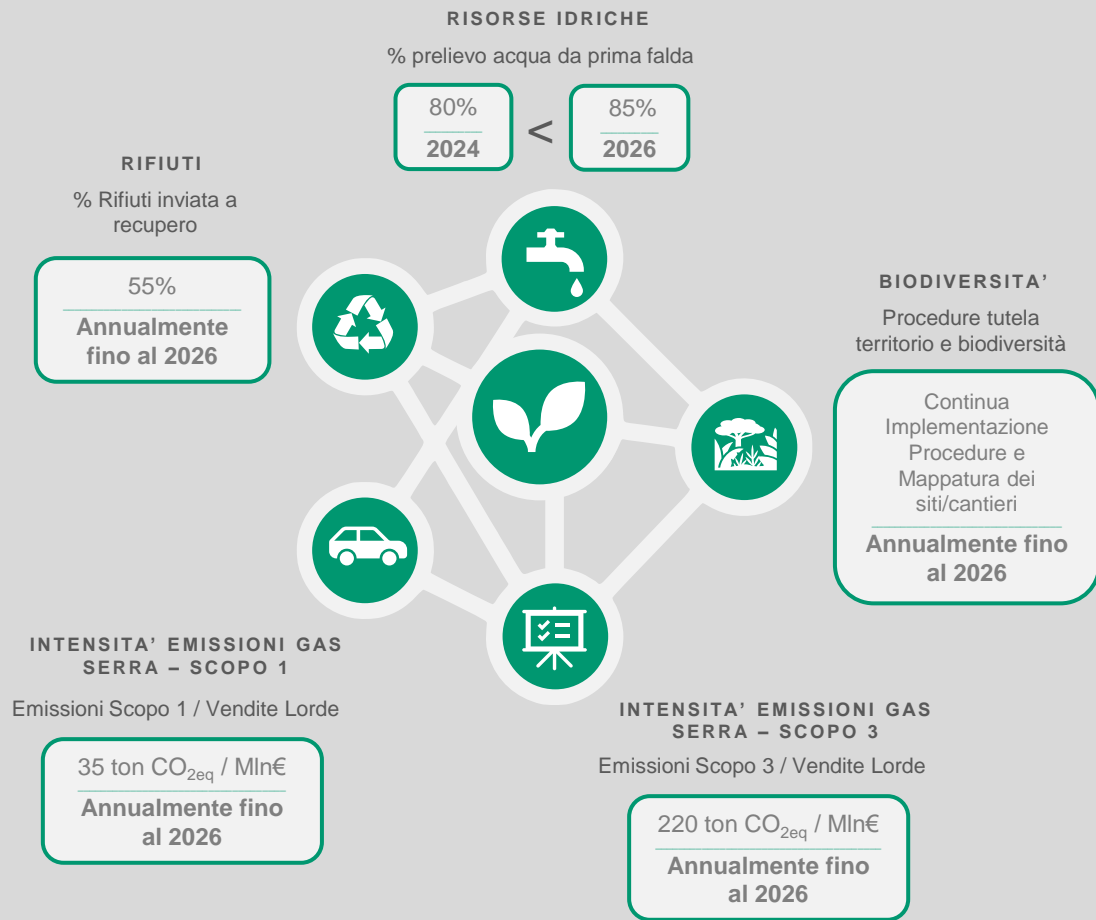 RISORSE IDRICHE
% prelievo acqua da prima falda
80%
2024
<
85%
2026
RIFIUTI
% Rifiuti inviata a
recupero
55%
Annualmente
fino al 2026
BIODIVERSITA’
Procedure tutela
territorio e biodiversità
Continua
Implementazione
Procedure e
Mappatura dei
siti/cantieri
Annualmente fino
al 2026
INTENSITA’ EMISSIONI GAS
SERRA – SCOPO 1
Emissioni Scopo 1 / Vendite Lorde
35 ton CO2eq / Mln€
Annualmente fino
al 2026
INTENSITA’ EMISSIONI GAS
SERRA – SCOPO 3
Emissioni Scopo 3 / Vendite Lorde
220 ton CO2eq / Mln€
Annualmente fino
al 2026